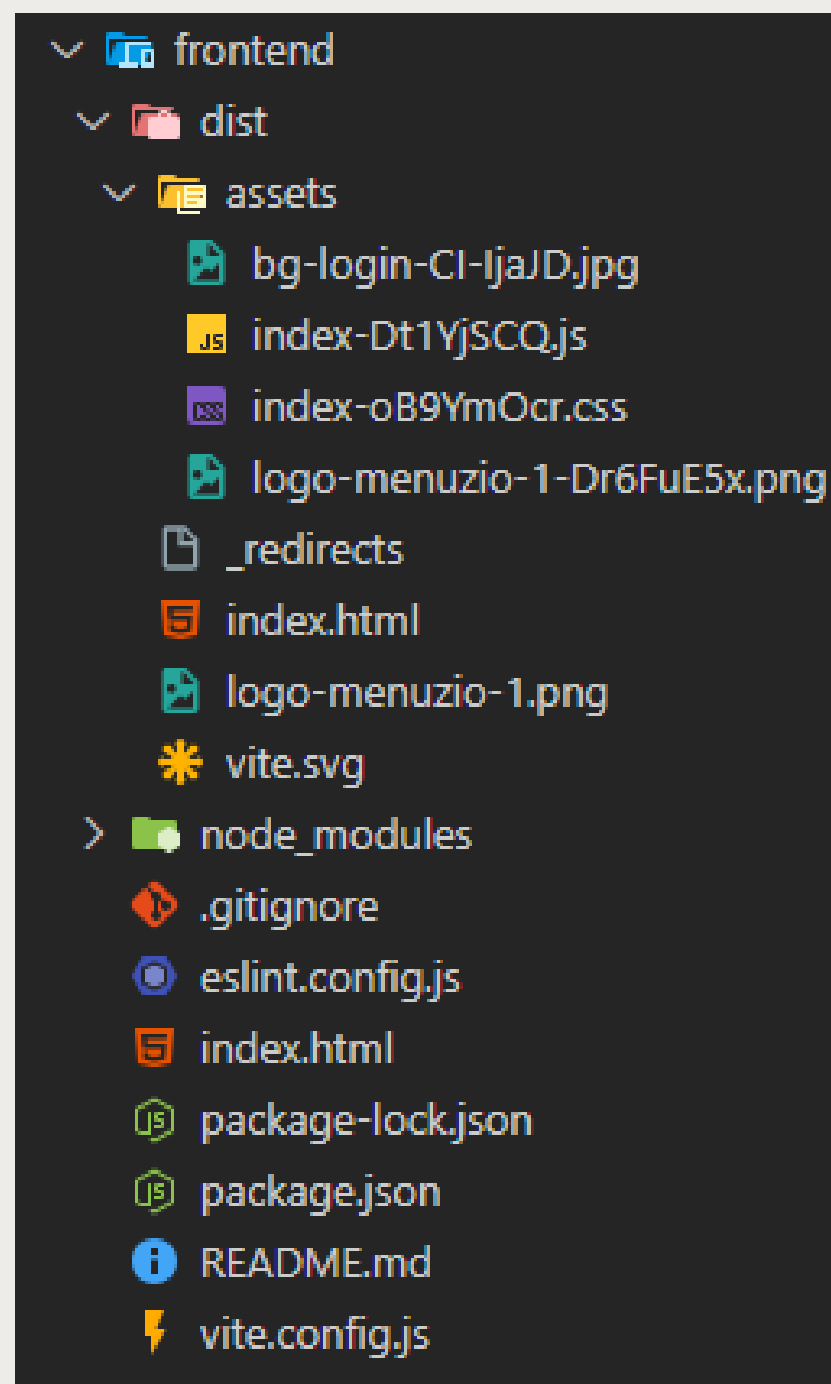 frontend
dist
assets
bg-login-CI-IjaJD.jpg
index-Dt1YjSCQ.js
index-oB9YmOcr.css
logo-menuzio-1-Dr6FuE5x.png
_redirects
index.html
logo-menuzio-1.png
vite.svg
node_modules
.gitignore
eslint.config.js
index.html
package-lock.json
package.json
README.md
vite.config.js